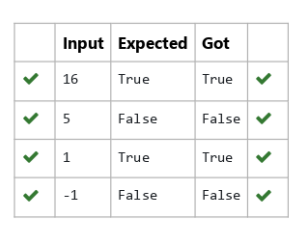 Input Expected Got
16 True True
5 False False
1 True True
-1 False False